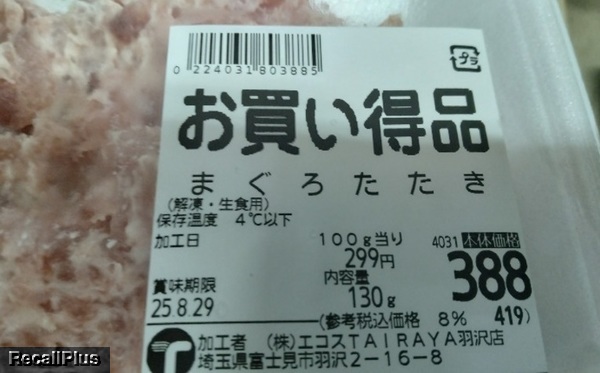 0 224031 803885
プラ
お買い得品
まぐろたたき
(解凍・生食用)
保存温度 4℃以下
加工日
100g当り
299円
4031 本体価格
388
賞味期限
25.8.29
内容量
130g
(参考税込価格 8% 419)
加工者 (株)エコスTAIRAYA羽沢店
埼玉県富士見市羽沢2-16-8
RecallPlus